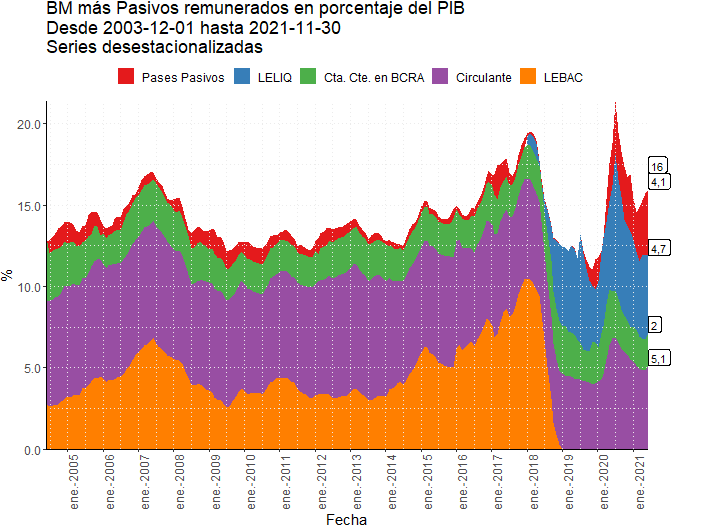 BM más Pasivos remunerados en porcentaje del PIB
Desde 2003-12-01 hasta 2021-11-30
Series desestacionalizadas
Pases Pasivos LELIQ Cta. Cte. en BCRA Circulante LEBAC
20.0
15.0
10.0
5.0
0.0
%
16
4,1
4,7
2
5,1
ene.-2005 ene.-2006 ene.-2007 ene.-2008 ene.-2009 ene.-2010 ene.-2011 ene.-2012 ene.-2013 ene.-2014 ene.-2015 ene.-2016 ene.-2017 ene.-2018 ene.-2019 ene.-2020 ene.-2021
Fecha